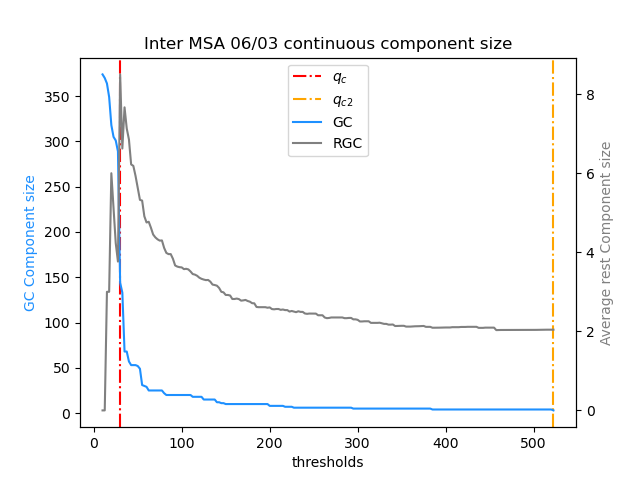 Inter MSA 06/03 continuous component size
q_c
q_c2
GC
RGC
GC Component size
350
300
250
200
150
100
50
0
Average rest Component size
8
6
4
2
0
0 100 200 300 400 500
thresholds